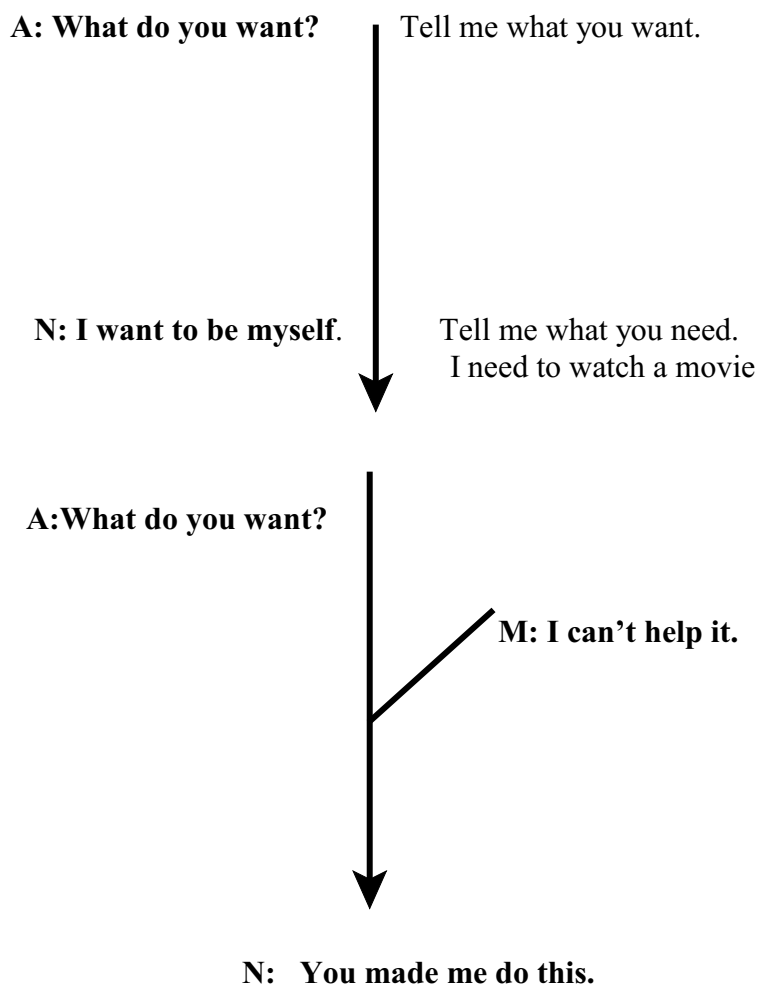 A: What do you want? Tell me what you want.
N: I want to be myself. Tell me what you need.
I need to watch a movie
A:What do you want?
M: I can’t help it.
N: You made me do this.